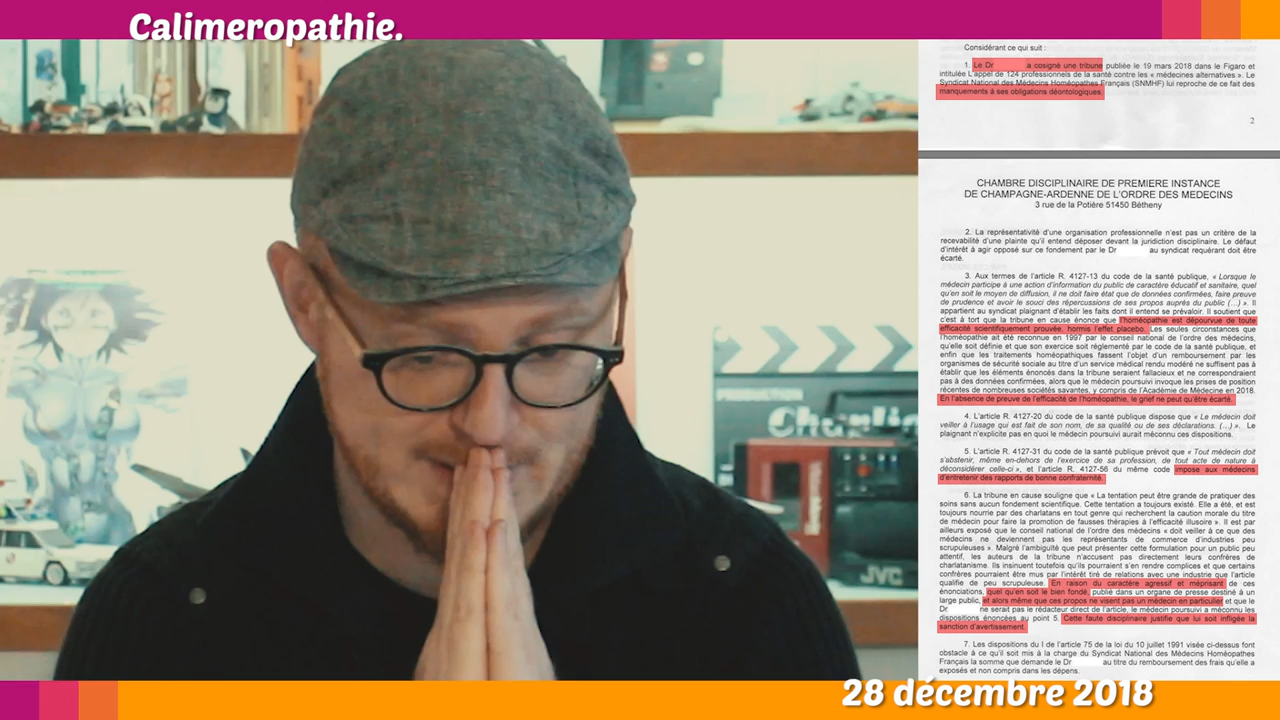 Calimeropathie.
Considérant ce qui suit :
1. Le Dr a cosigné une tribune publiée le 19 mars 2018 dans le Figaro et
intitulée L'appel de 124 professionnels de la santé contre les « médecines alternatives ». Le
Syndicat National des Médecins Homéopathes Français (SNMHF) lui reproche de ce fait des
manquements à ses obligations déontologiques.
2
CHAMBRE DISCIPLINAIRE DE PREMIERE INSTANCE
DE CHAMPAGNE-ARDENNE DE L'ORDRE DES MEDECINS
3 rue de la Potière 51450 Bétheny
2. La représentativité d'une organisation professionnelle n'est pas un critère de la
recevabilité d'une plainte qu'il entend déposer devant la juridiction disciplinaire. Le défaut
d'intérêt à agir opposé sur ce fondement par le Dr au syndicat requérant doit être
écarté.
3. Aux termes de l'article R. 4127-13 du code de la santé publique, « Lorsque le
médecin participe à une action d'information du public de caractère éducatif et sanitaire, quel
qu'en soit le moyen de diffusion, il ne doit faire état que de données confirmées, faire preuve
de prudence et avoir le souci des répercussions de ses propos auprès du public (...) ». Il
appartient au syndicat plaignant d'établir les faits dont il entend se prévaloir. Il soutient que
c'est à tort que la tribune en cause énonce que l'homéopathie est dépourvue de toute
efficacité scientifiquement prouvée, hormis l'effet placebo. Les seules circonstances que
l'homéopathie ait été reconnue en 1997 par le conseil national de l'ordre des médecins,
qu'elle soit définie et que son exercice soit réglementé par le code de la santé publique, et
enfin que les traitements homéopathiques fassent l'objet d'un remboursement par les
organismes de sécurité sociale au titre d'un service médical rendu modéré ne suffisent pas à
établir que les éléments énoncés dans la tribune seraient fallacieux et ne correspondraient
pas à des données confirmées, alors que le médecin poursuivi invoque les prises de position
récentes de nombreuses sociétés savantes, y compris de l'Académie de Médecine en 2018.
En l'absence de preuve de l'efficacité de l'homéopathie, le grief ne peut qu'être écarté.
4. L'article R. 4127-20 du code de la santé publique dispose que « Le médecin doit
veiller à l'usage qui est fait de son nom, de sa qualité ou de ses déclarations. (...) ». Le
plaignant n'explicite pas en quoi le médecin poursuivi aurait méconnu ces dispositions.
5. L'article R. 4127-31 du code de la santé publique prévoit que « Tout médecin doit
s'abstenir, même en-dehors de l'exercice de sa profession, de tout acte de nature à
déconsidérer celle-ci », et l'article R. 4127-56 du même code impose aux médecins
d'entretenir des rapports de bonne confraternité.
6. La tribune en cause souligne que « La tentation peut être grande de pratiquer des
soins sans aucun fondement scientifique. Cette tentation a toujours existé. Elle a été, et est
toujours nourrie par des charlatans en tout genre qui recherchent la caution morale du titre
de médecin pour faire la promotion de fausses thérapies à l'efficacité illusoire ». Il est par
ailleurs exposé que le conseil national de l'ordre des médecins « doit veiller à ce que des
médecins ne deviennent pas les représentants de commerce d'industries peu
scrupuleuses ». Malgré l'ambiguïté que peut présenter cette formulation pour un public peu
attentif, les auteurs de la tribune n'accusent pas directement leurs confrères de
charlatanisme. Ils insinuent toutefois qu'ils pourraient s'en rendre complices et que certains
confrères pourraient être mus par l'intérêt tiré de relations avec une industrie que l'article
qualifie de peu scrupuleuse. En raison du caractère agressif et méprisant de ces
énonciations, quel qu'en soit le bien fondé, publié dans un organe de presse destiné à un
large public, et alors même que ces propos ne visent pas un médecin en particulier et que le
Dr ne serait pas le rédacteur direct de l'article, le médecin poursuivi a méconnu les
dispositions énoncées au point 5. Cette faute disciplinaire justifie que lui soit infligée la
sanction d'avertissement.
7. Les dispositions du I de l'article 75 de la loi du 10 juillet 1991 visée ci-dessus font
obstacle à ce qu'il soit mis à la charge du Syndicat National des Médecins Homéopathes
Français la somme que demande le Dr au titre du remboursement des frais qu'elle a
exposés et non compris dans les dépens.
JVC
28 décembre 2018